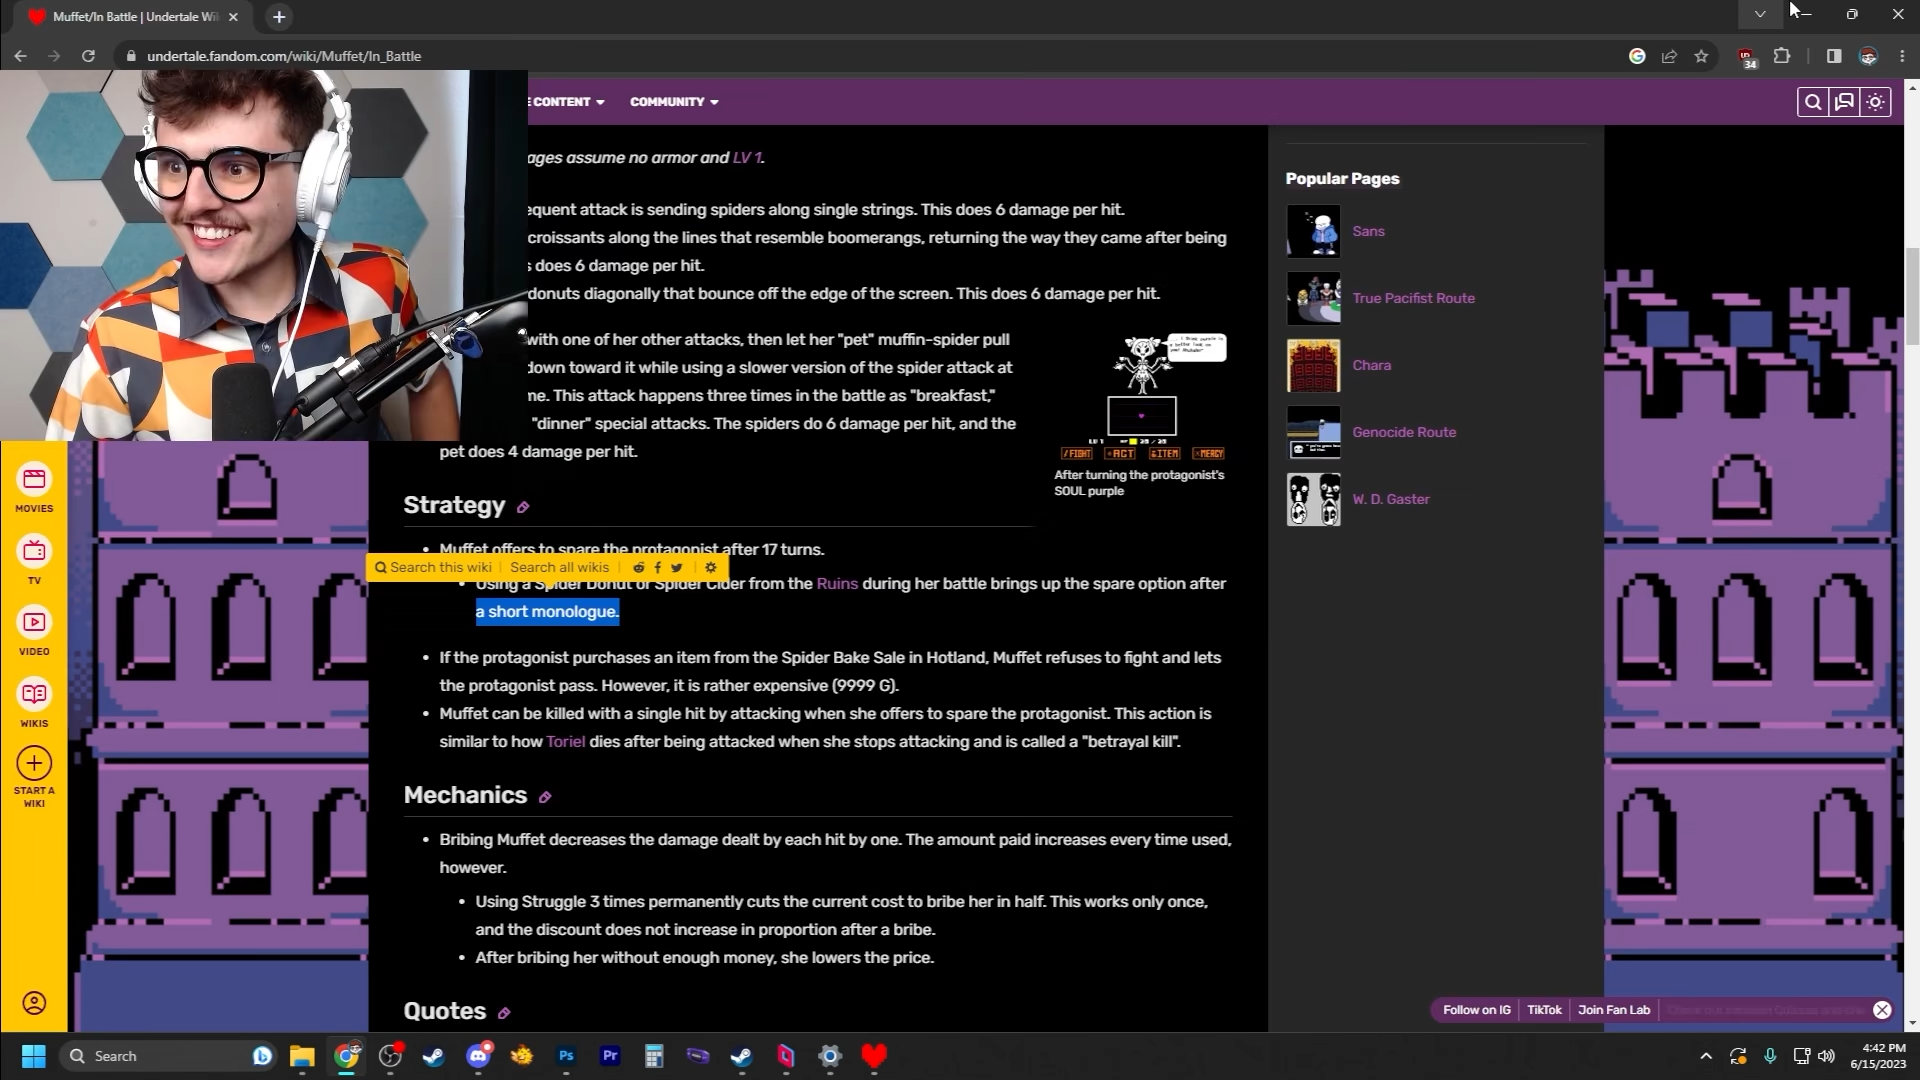 Muffet/In Battle | Undertale Wi
undertale.fandom.com/wiki/Muffet/In_Battle
34
CONTENT
COMMUNITY
ages assume no armor and LV 1.
equent attack is sending spiders along single strings. This does 6 damage per hit.
croissants along the lines that resemble boomerangs, returning the way they came after being
s does 6 damage per hit.
donuts diagonally that bounce off the edge of the screen. This does 6 damage per hit.
with one of her other attacks, then let her "pet" muffin-spider pull
down toward it while using a slower version of the spider attack at
me. This attack happens three times in the battle as "breakfast,"
"dinner" special attacks. The spiders do 6 damage per hit, and the
pet does 4 damage per hit.
FIGHT ACT ITEM MERCY
After turning the protagonist's
SOUL purple
Strategy
Muffet offers to spare the protagonist after 17 turns.
Search this wiki Search all wikis
Using a Spider Donut or Spider Cider from the Ruins during her battle brings up the spare option after
a short monologue.
If the protagonist purchases an item from the Spider Bake Sale in Hotland, Muffet refuses to fight and lets
the protagonist pass. However, it is rather expensive (9999 G).
Muffet can be killed with a single hit by attacking when she offers to spare the protagonist. This action is
similar to how Toriel dies after being attacked when she stops attacking and is called a "betrayal kill".
Mechanics
Bribing Muffet decreases the damage dealt by each hit by one. The amount paid increases every time used,
however.
Using Struggle 3 times permanently cuts the current cost to bribe her in half. This works only once,
and the discount does not increase in proportion after a bribe.
After bribing her without enough money, she lowers the price.
Quotes
Popular Pages
Sans
True Pacifist Route
Chara
Genocide Route
W. D. Gaster
MOVIES
TV
VIDEO
WIKIS
START A
WIKI
Follow on IG
TikTok
Join Fan Lab
Search
Ps
Pr
4:42 PM
6/15/2023